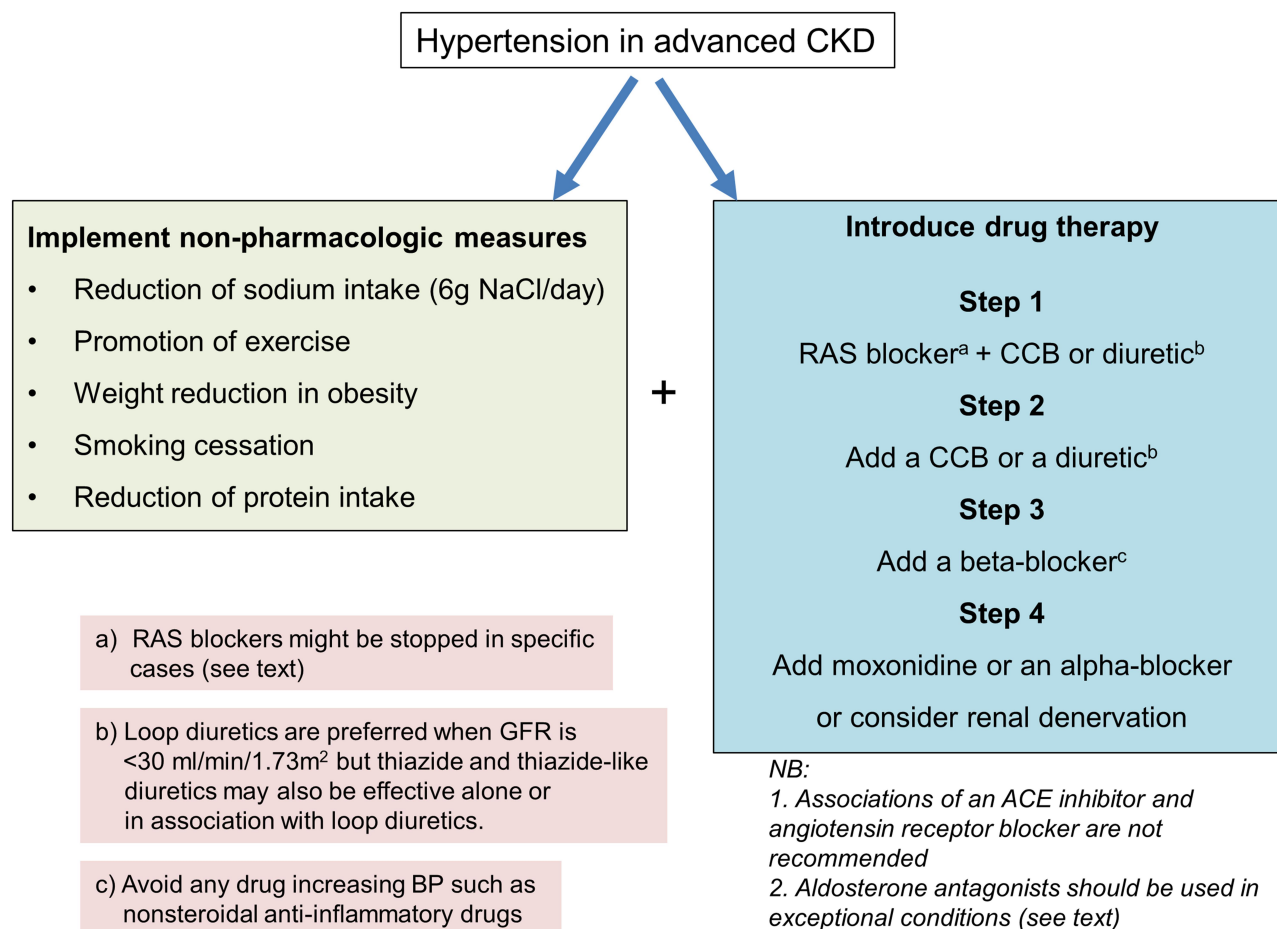 Hypertension in advanced CKD
Implement non-pharmacologic measures
• Reduction of sodium intake (6g NaCl/day)
• Promotion of exercise
• Weight reduction in obesity
• Smoking cessation
• Reduction of protein intake
+
Introduce drug therapy
Step 1
RAS blockerᵃ + CCB or diureticᵇ
Step 2
Add a CCB or a diureticᵇ
Step 3
Add a beta-blockerᶜ
Step 4
Add moxonidine or an alpha-blocker
or consider renal denervation
a) RAS blockers might be stopped in specific
cases (see text)
b) Loop diuretics are preferred when GFR is
<30 ml/min/1.73m² but thiazide and thiazide-like
diuretics may also be effective alone or
in association with loop diuretics.
c) Avoid any drug increasing BP such as
nonsteroidal anti-inflammatory drugs
NB:
1. Associations of an ACE inhibitor and
angiotensin receptor blocker are not
recommended
2. Aldosterone antagonists should be used in
exceptional conditions (see text)